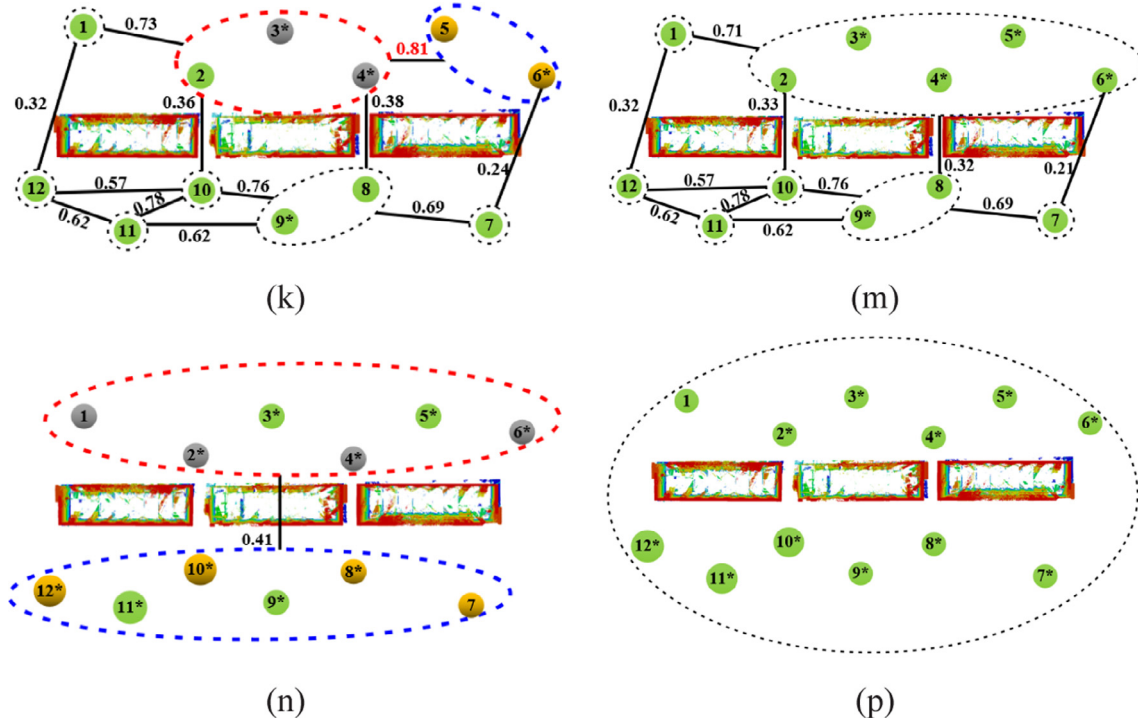 1 0.73 3* 5 0.81 6*
2 4*
0.32 0.36 0.38 0.24
12 0.57 10 0.76 8
0.62 0.78 11 0.62 9* 0.69 7
(k)
1 0.71 3* 5*
2 4* 6*
0.32 0.33 0.32 0.21
12 0.57 10 0.76 8
0.62 0.78 11 0.62 9* 0.69 7
(m)
1 3* 5* 6*
2* 4*
0.41
12* 10* 8*
11* 9* 7
(n)
1 3* 5* 6*
2* 4*
12* 10* 8*
11* 9* 7*
(p)